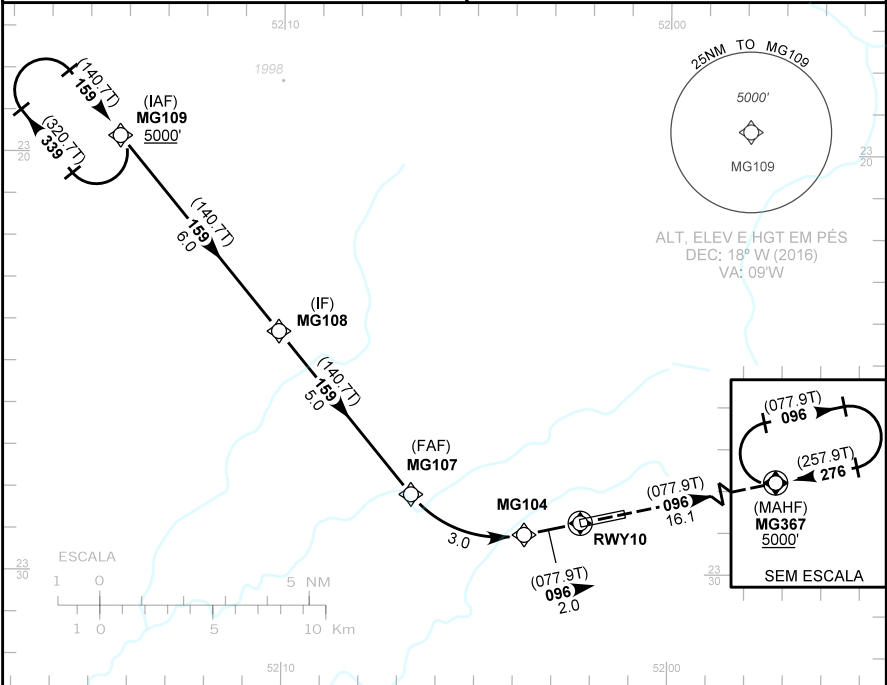 52 10
52 00
1998
(140.7T)
159
(IAF)
MG109
5000'
(320.7T)
339
23
20
25NM TO MG109
5000'
MG109
23
20
ALT, ELEV E HGT EM PÉS
DEC: 18º W (2016)
VA: 09'W
(140.7T)
159
6.0
(IF)
MG108
(140.7T)
159
5.0
(FAF)
MG107
(077.9T)
096
(257.9T)
276
MG104
3.0
(077.9T)
096
16.1
RWY10
(MAHF)
MG367
5000'
SEM ESCALA
(077.9T)
096
2.0
23
30
23
30
ESCALA
1 0 5 NM
1 0 5 10 Km
52 10
52 00